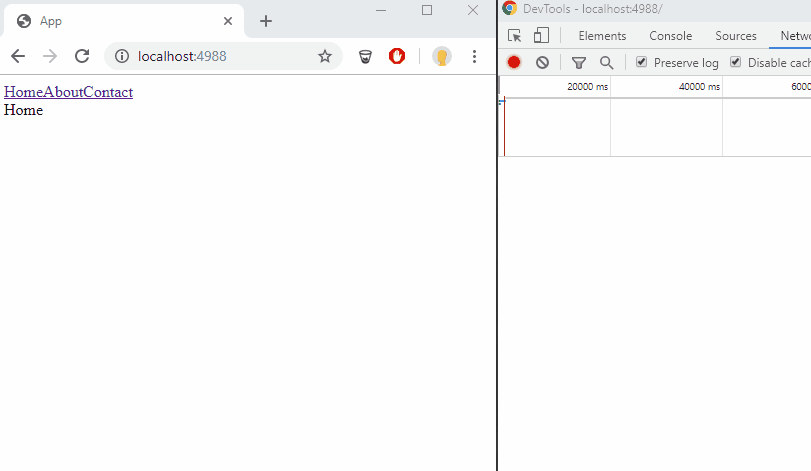 App
localhost:4988
HomeAboutContact
Home
DevTools - localhost:4988/
Elements Console Sources Netwo
Preserve log Disable cach
20000 ms 40000 ms 6000